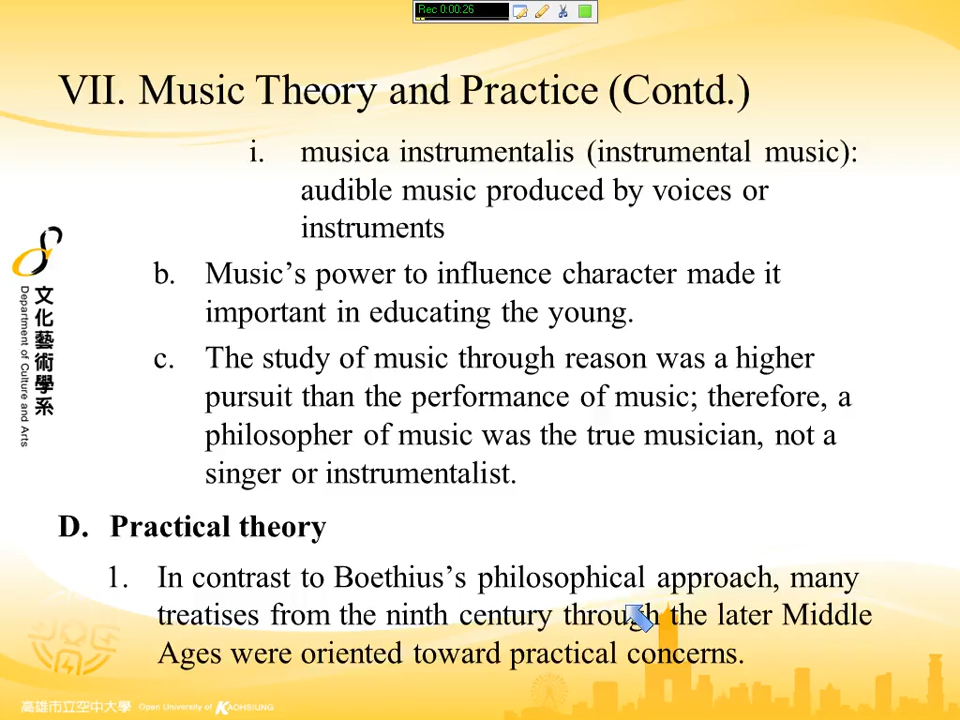 Rec 0:00:26
VII. Music Theory and Practice (Contd.)
i. musica instrumentalis (instrumental music):
audible music produced by voices or
instruments
b. Music’s power to influence character made it
important in educating the young.
c. The study of music through reason was a higher
pursuit than the performance of music; therefore, a
philosopher of music was the true musician, not a
singer or instrumentalist.
D. Practical theory
1. In contrast to Boethius’s philosophical approach, many
treatises from the ninth century through the later Middle
Ages were oriented toward practical concerns.
文化藝術學系
Department of Culture and Arts
高雄市立空中大學 Open University of KAOHSIUNG